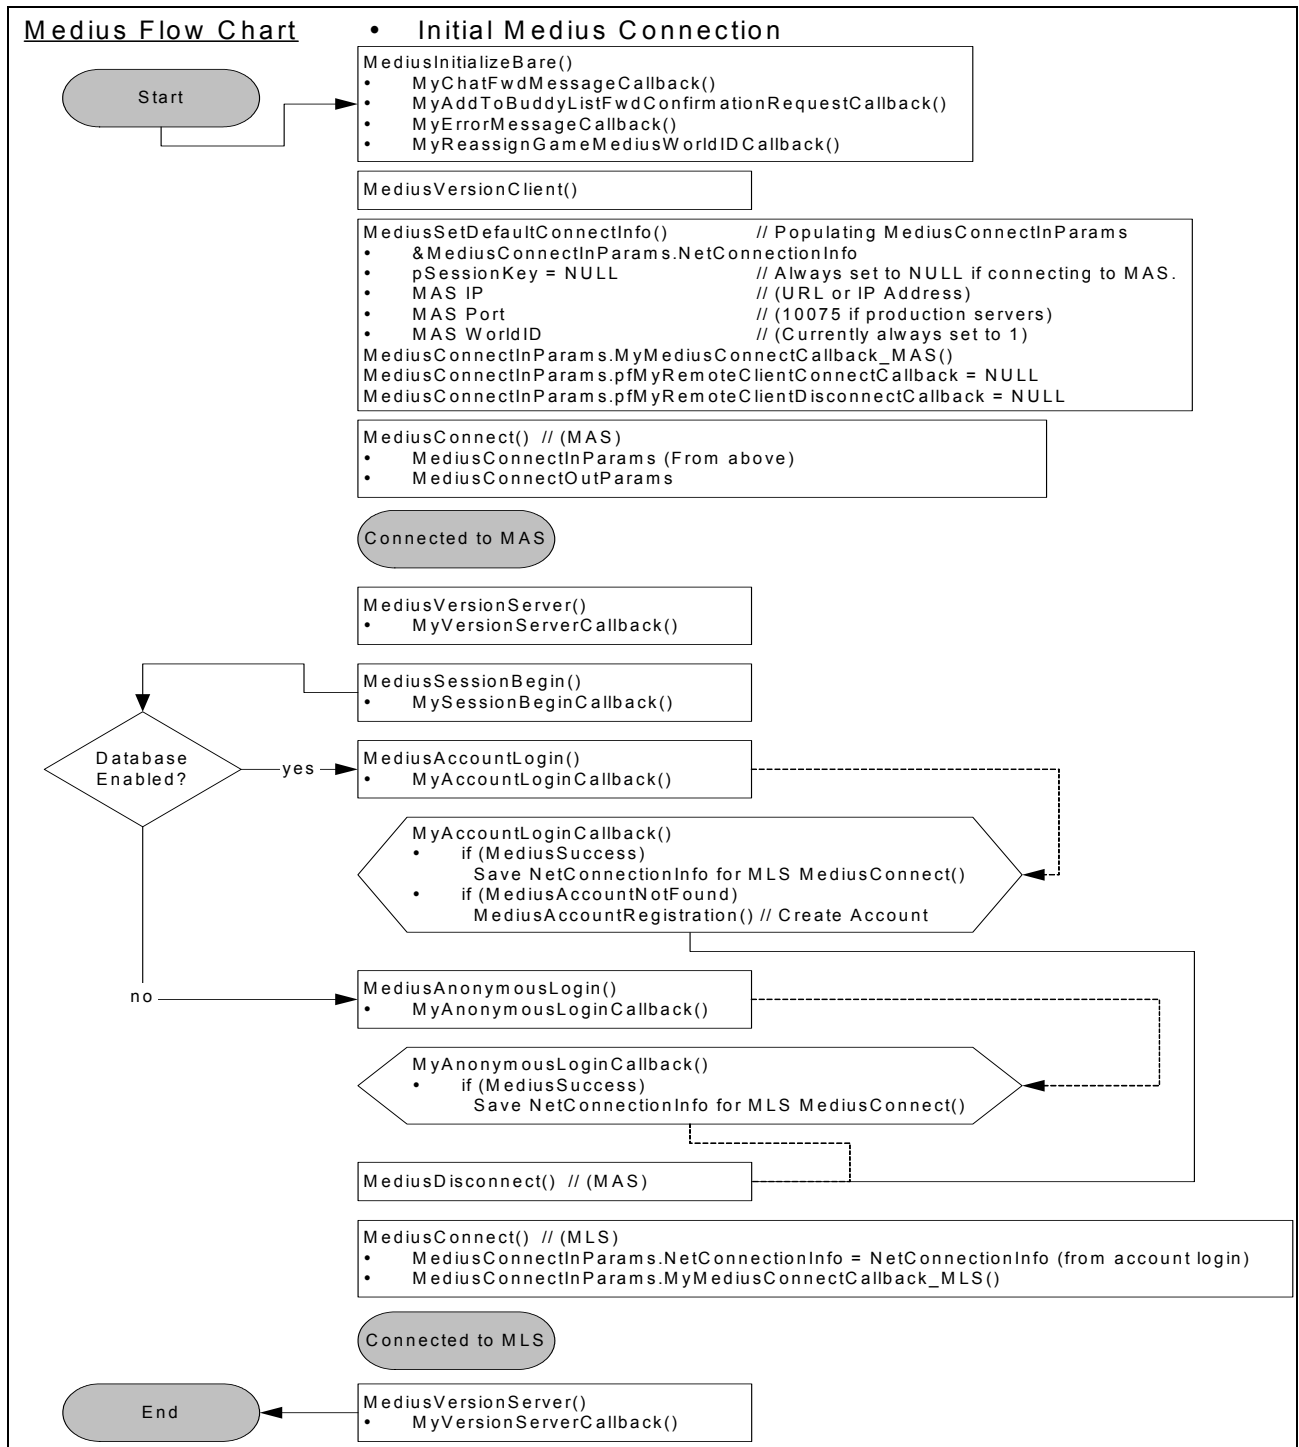 Medius Flow Chart • Initial Medius Connection
Start
MediusInitializeBare()
• MyChatFwdMessageCallback()
• MyAddToBuddyListFwdConfirmationRequestCallback()
• MyErrorMessageCallback()
• MyReassignGameMediusWorldIDCallback()
MediusVersionClient()
MediusSetDefaultConnectInfo() // Populating MediusConnectInParams
• &MediusConnectInParams.NetConnectionInfo
• pSessionKey = NULL // Always set to NULL if connecting to MAS.
• MAS IP // (URL or IP Address)
• MAS Port // (10075 if production servers)
• MAS WorldID // (Currently always set to 1)
MediusConnectInParams.MyMediusConnectCallback_MAS()
MediusConnectInParams.pfMyRemoteClientConnectCallback = NULL
MediusConnectInParams.pfMyRemoteClientDisconnectCallback = NULL
MediusConnect() // (MAS)
• MediusConnectInParams (From above)
• MediusConnectOutParams
Connected to MAS
MediusVersionServer()
• MyVersionServerCallback()
MediusSessionBegin()
• MySessionBeginCallback()
Database
Enabled?
yes
MediusAccountLogin()
• MyAccountLoginCallback()
MyAccountLoginCallback()
• if (MediusSuccess)
Save NetConnectionInfo for MLS MediusConnect()
• if (MediusAccountNotFound)
MediusAccountRegistration() // Create Account
no
MediusAnonymousLogin()
• MyAnonymousLoginCallback()
MyAnonymousLoginCallback()
• if (MediusSuccess)
Save NetConnectionInfo for MLS MediusConnect()
MediusDisconnect() // (MAS)
MediusConnect() // (MLS)
• MediusConnectInParams.NetConnectionInfo = NetConnectionInfo (from account login)
• MediusConnectInParams.MyMediusConnectCallback_MLS()
Connected to MLS
End
MediusVersionServer()
• MyVersionServerCallback()